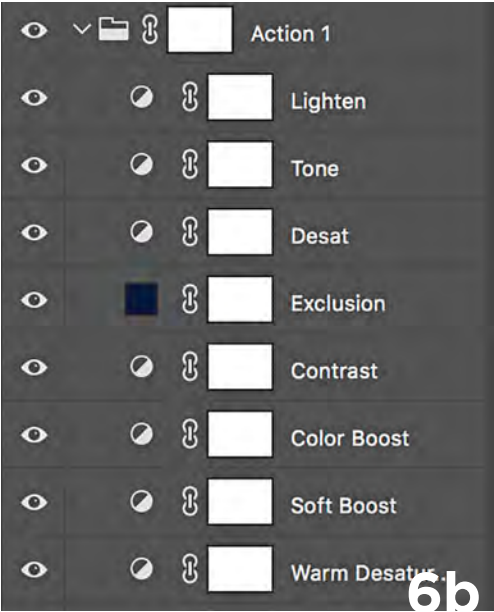 Action 1
Lighten
Tone
Desat
Exclusion
Contrast
Color Boost
Soft Boost
Warm Desatur...
6b